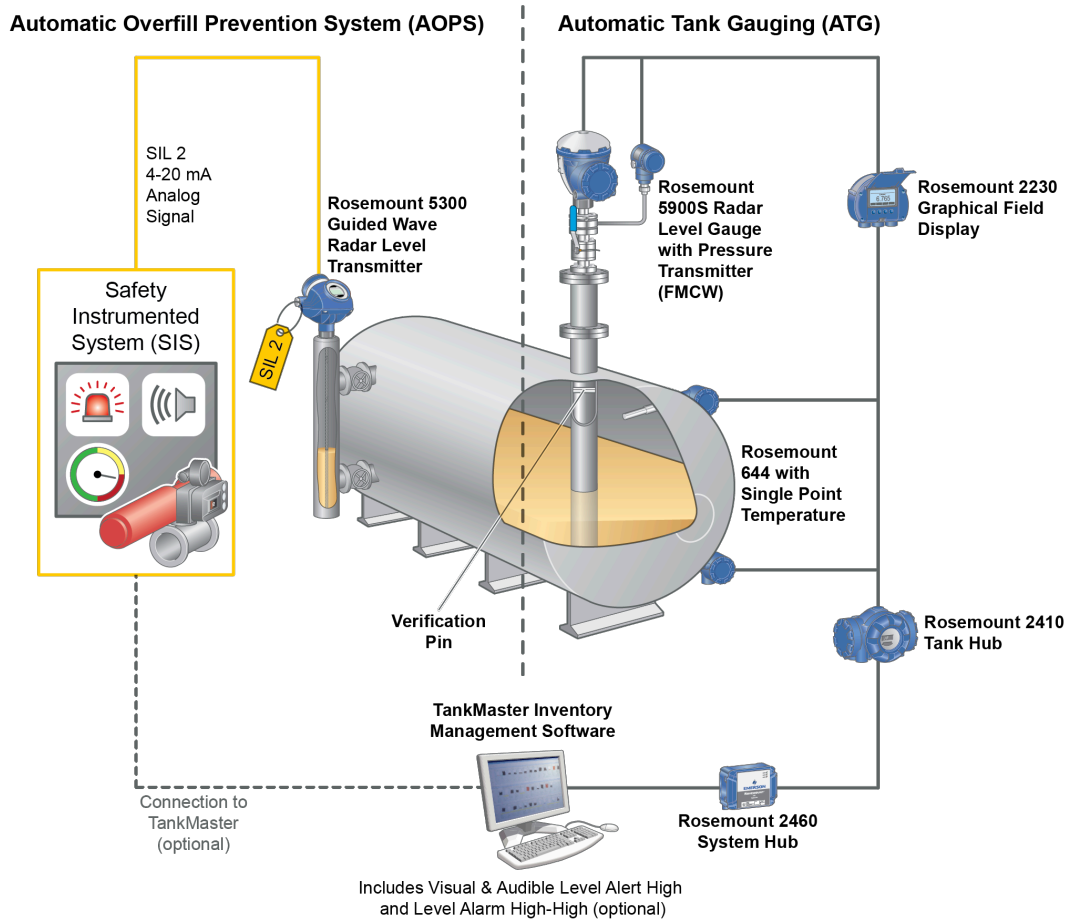 Automatic Overfill Prevention System (AOPS)
Automatic Tank Gauging (ATG)
SIL 2
4-20 mA
Analog
Signal
Rosemount 5300
Guided Wave
Radar Level
Transmitter
Rosemount
5900S Radar
Level Gauge
with Pressure
Transmitter
(FMCW)
Rosemount 2230
Graphical Field
Display
Safety
Instrumented
System (SIS)
SIL 2
Rosemount
644 with
Single Point
Temperature
Verification
Pin
Rosemount 2410
Tank Hub
TankMaster Inventory
Management Software
Connection to
TankMaster
(optional)
EMERSON
Rosemount 2460
System Hub
Includes Visual & Audible Level Alert High
and Level Alarm High-High (optional)